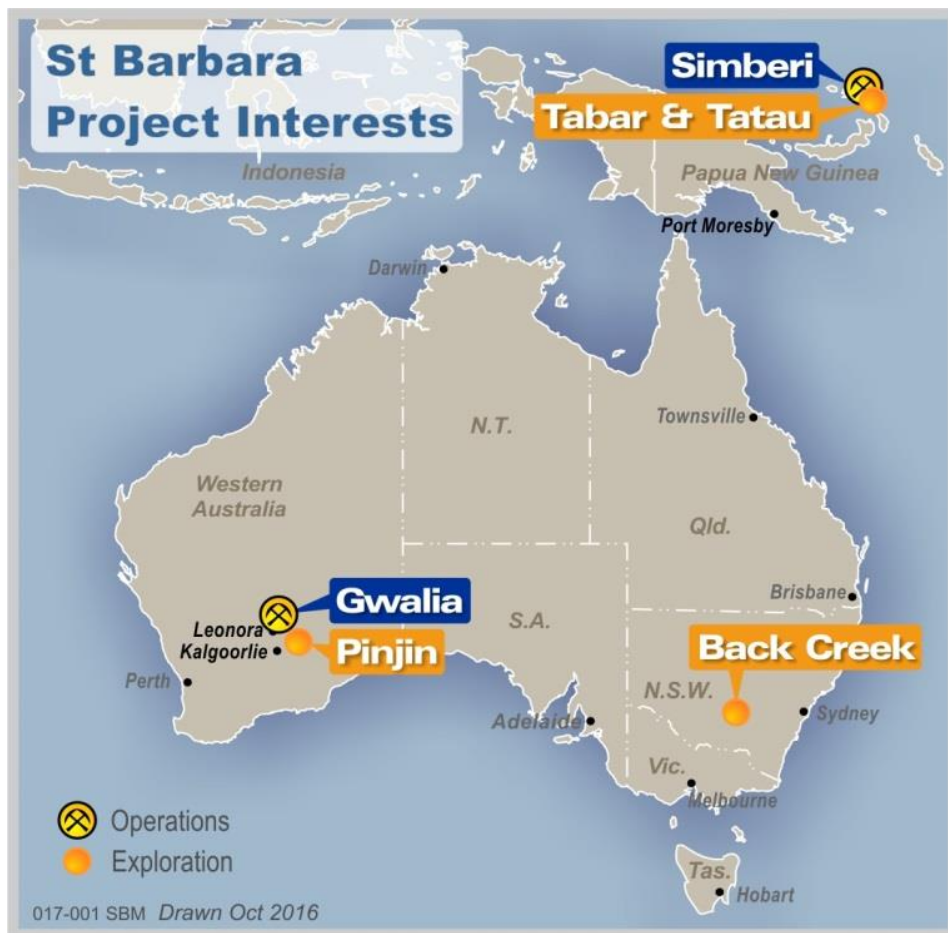 St Barbara
Project Interests
Simberi
Tabar & Tatau
Indonesia
Papua New Guinea
Port Moresby
Darwin
Townsville
N.T.
Western
Australia
Qld.
Brisbane
Gwalia
S.A.
Leonora
Kalgoorlie
Pinjin
Back Creek
Perth
N.S.W.
Adelaide
Sydney
Vic.
Melbourne
Operations
Exploration
Tas.
Hobart
017-001 SBM Drawn Oct 2016